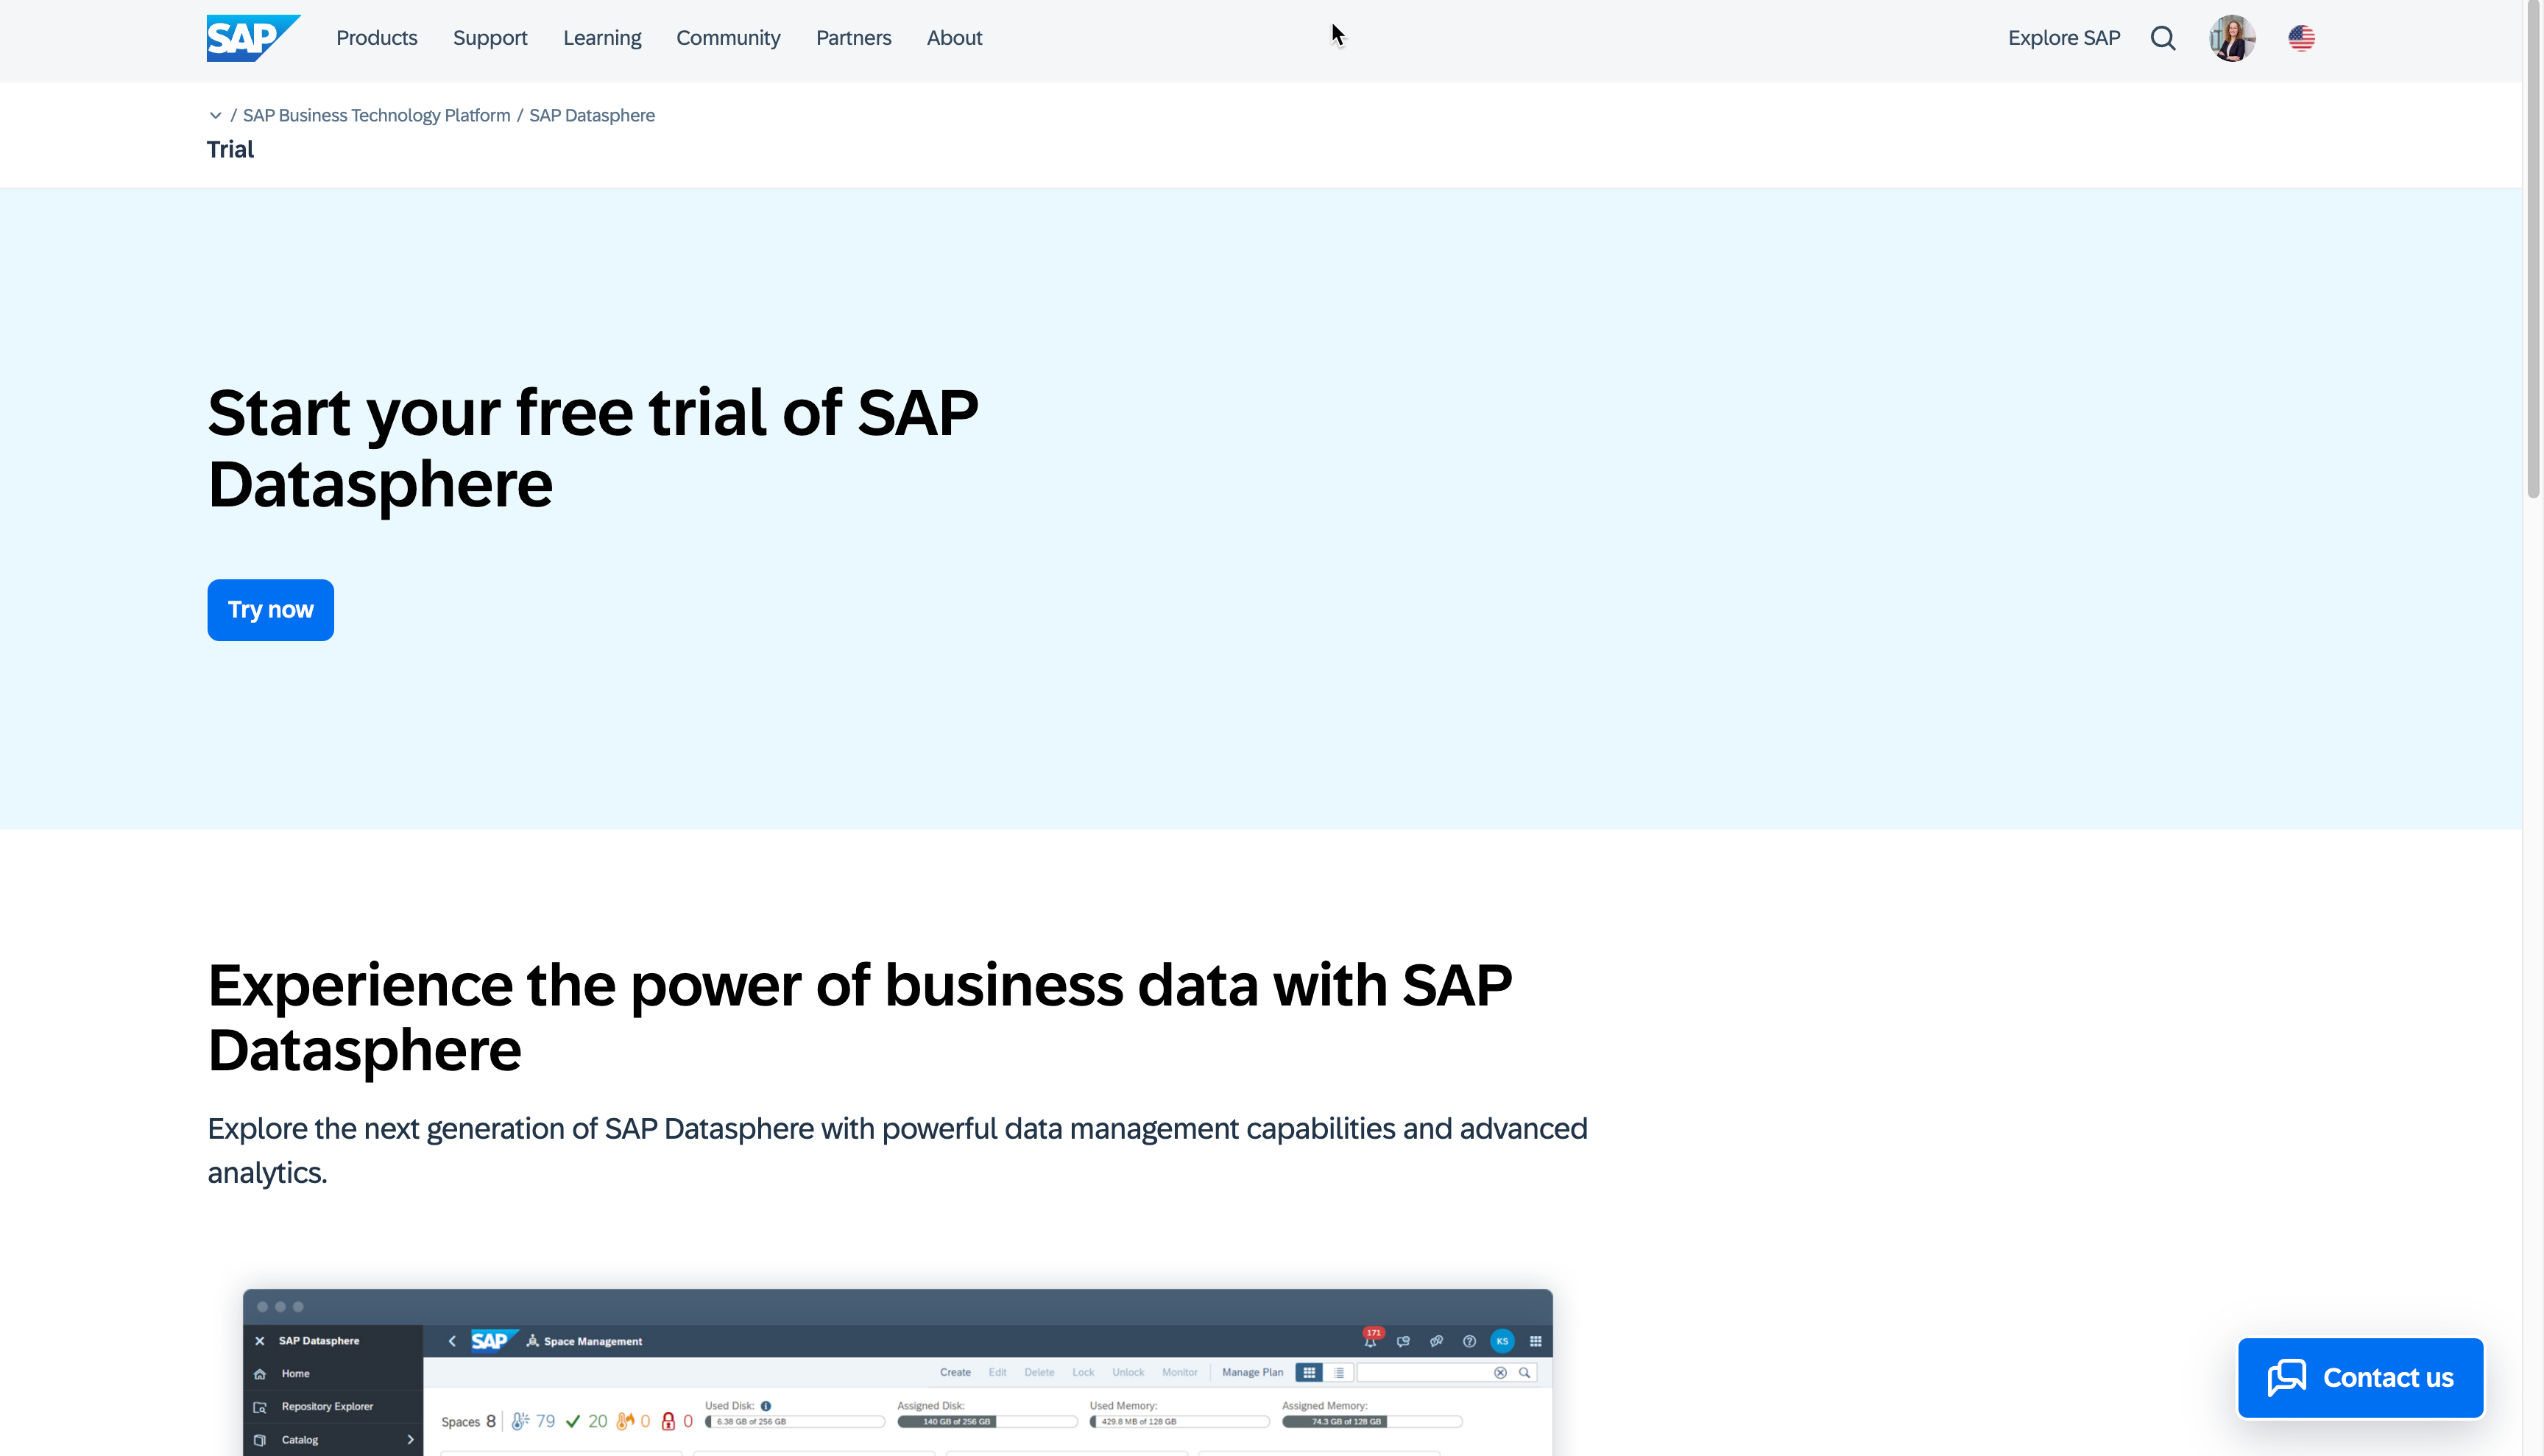 SAP Products Support Learning Community Partners About Explore SAP
/ SAP Business Technology Platform / SAP Datasphere
Trial
Start your free trial of SAP
Datasphere
Try now
Experience the power of business data with SAP
Datasphere
Explore the next generation of SAP Datasphere with powerful data management capabilities and advanced
analytics.
SAP Datasphere SAP Space Management 171 KS
Home
Create Edit Delete Lock Unlock Monitor Manage Plan
Repository Explorer
Used Disk: Assigned Disk: Used Memory: Assigned Memory:
Spaces 8 79 20 0 0 6.38 GB of 256 GB 140 GB of 256 GB 429.8 MB of 128 GB 74.3 GB of 128 GB
Catalog
Contact us